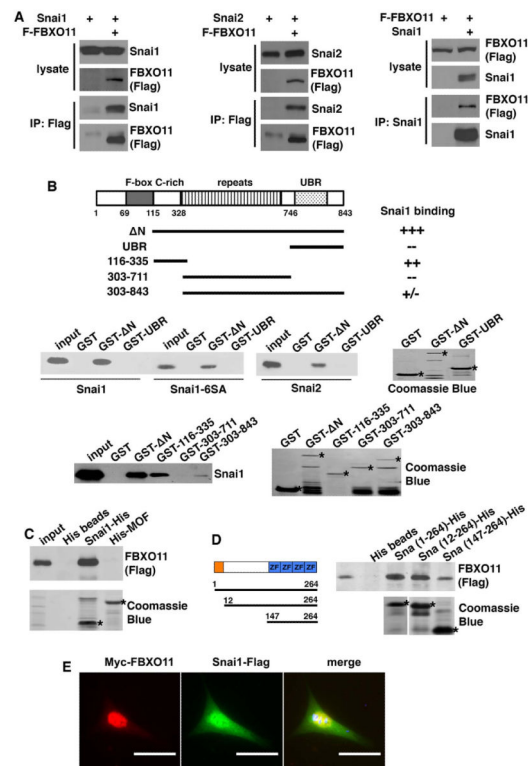 A
Snai1 + +
F-FBXO11 +
lysate
Snai1
FBXO11 (Flag)
IP: Flag
Snai1
FBXO11 (Flag)
Snai2 + +
F-FBXO11 +
lysate
Snai2
FBXO11 (Flag)
IP: Flag
Snai2
FBXO11 (Flag)
F-FBXO11 + +
Snai1 +
lysate
FBXO11 (Flag)
Snai1
IP: Snai1
FBXO11 (Flag)
Snai1
B
F-box C-rich repeats UBR
1 69 115 328 746 843
Snai1 binding
ΔN +++
UBR --
116-335 ++
303-711 --
303-843 +/-
input GST GST-ΔN GST-UBR
input GST GST-ΔN GST-UBR
input GST GST-ΔN GST-UBR
GST GST-ΔN GST-UBR
* * *
Snai1 Snai1-6SA Snai2 Coomassie Blue
input GST GST-ΔN GST-116-335 GST-303-711 GST-303-843
Snai1
GST GST-ΔN GST-116-335 GST-303-711 GST-303-843
* * * * *
Coomassie Blue
C
input His beads Snai1-His His-MOF
FBXO11 (Flag)
* *
Coomassie Blue
D
ZF ZF ZF ZF
1 264
12 264
147 264
His beads Sna (1-264)-His Sna (12-264)-His Sna (147-264)-His
FBXO11 (Flag)
* * *
Coomassie Blue
E
Myc-FBXO11 Snai1-Flag merge